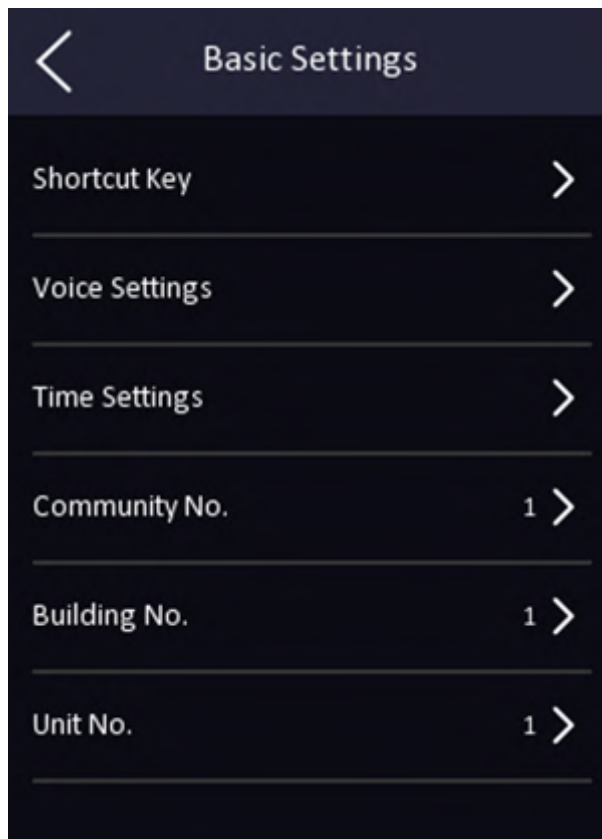 Basic Settings
Shortcut Key
Voice Settings
Time Settings
Community No. 1
Building No. 1
Unit No. 1